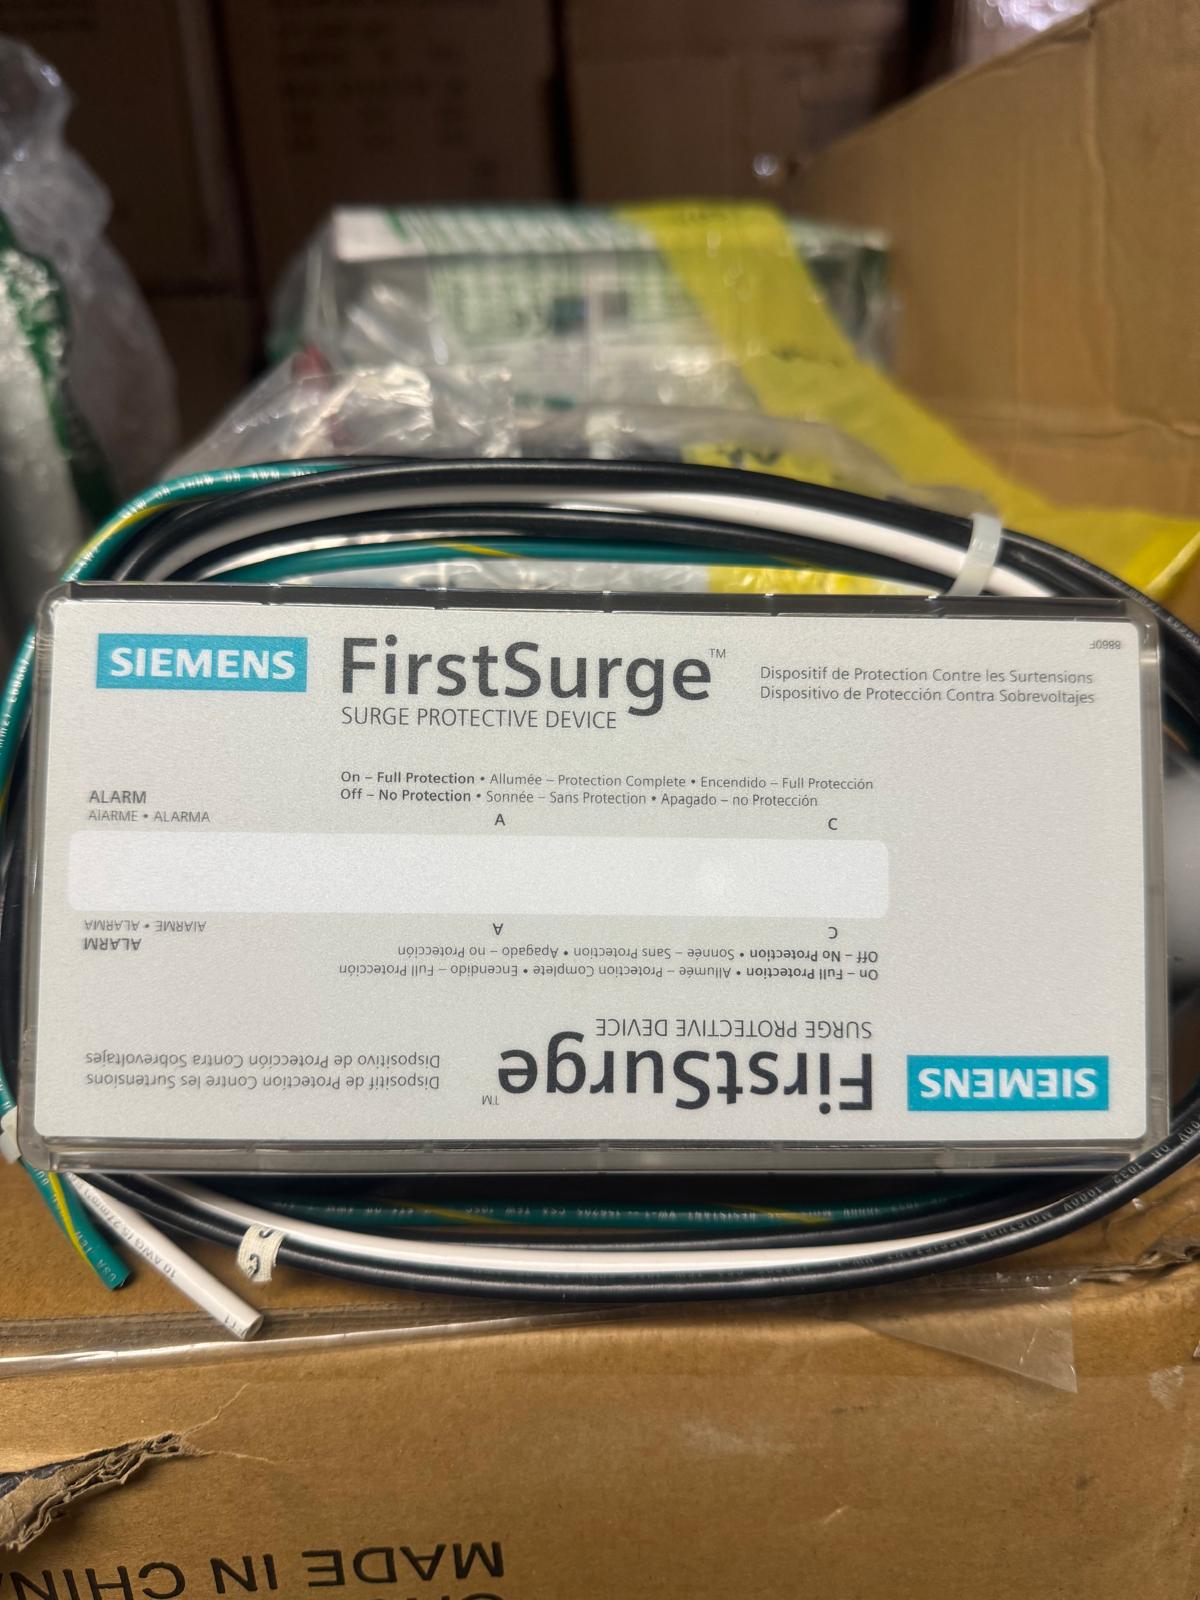 SIEMENS
FirstSurge™
SURGE PROTECTIVE DEVICE
Dispositif de Protection Contre les Surtensions
Dispositivo de Protección Contra Sobrevoltajes
8860F
On – Full Protection • Allumée – Protection Complete • Encendido – Full Protección
Off – No Protection • Sonnée – Sans Protection • Apagado – no Protección
ALARM
AlARME • ALARMA
A
C
AlARME • ALARMA
ALARM
A
C
Off – No Protection • Sonnée – Sans Protection • Apagado – no Protección
On – Full Protection • Allumée – Protection Complete • Encendido – Full Protección
SURGE PROTECTIVE DEVICE
FirstSurge™
SIEMENS
Dispositivo de Protección Contra Sobrevoltajes
Dispositif de Protection Contre les Surtensions
10 AWG
MADE IN CHIN